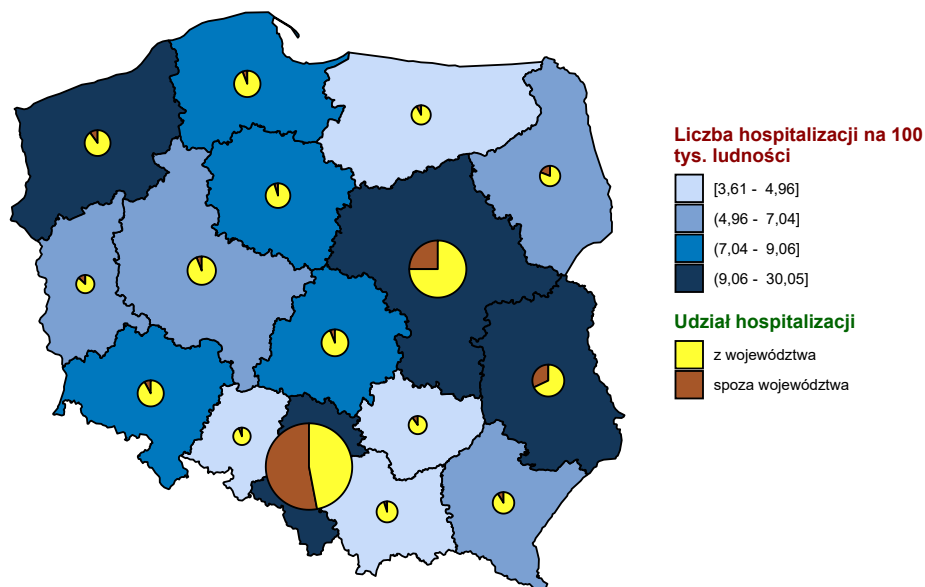 Liczba hospitalizacji na 100
tys. ludności
[3,61 - 4,96]
(4,96 - 7,04]
(7,04 - 9,06]
(9,06 - 30,05]
Udział hospitalizacji
z województwa
spoza województwa